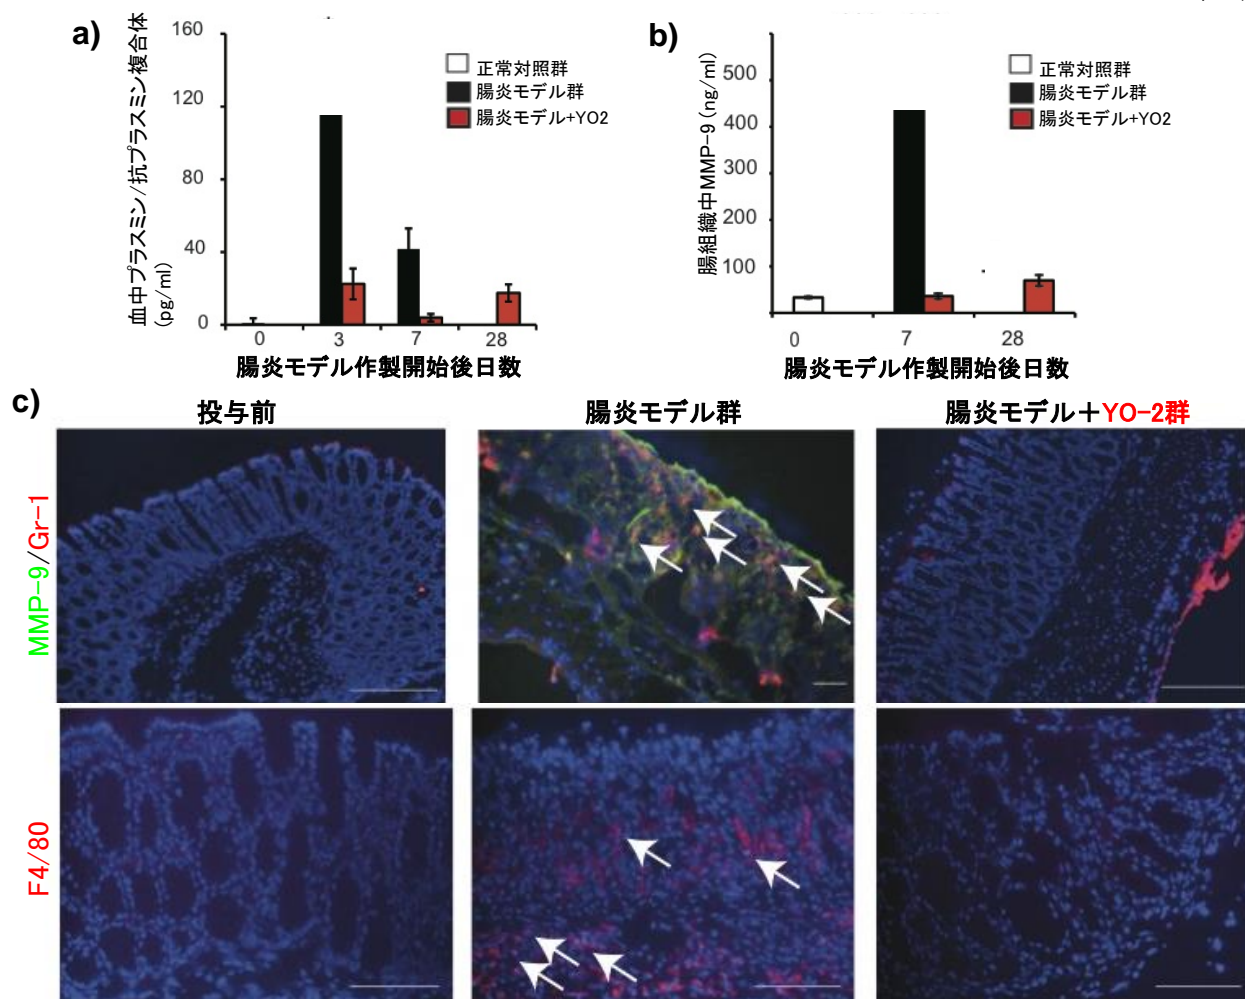 a)
160
120
80
40
0
血中プラスミン/抗プラスミン複合体
(pg/ml)
正常対照群
腸炎モデル群
腸炎モデル+YO2
0 3 7 28
腸炎モデル作製開始後日数
b)
500
400
300
200
100
腸組織中MMP-9 (ng/ml)
正常対照群
腸炎モデル群
腸炎モデル+YO2
0 7 28
腸炎モデル作製開始後日数
c)
投与前 腸炎モデル群 腸炎モデル+YO-2群
MMP-9/Gr-1
F4/80